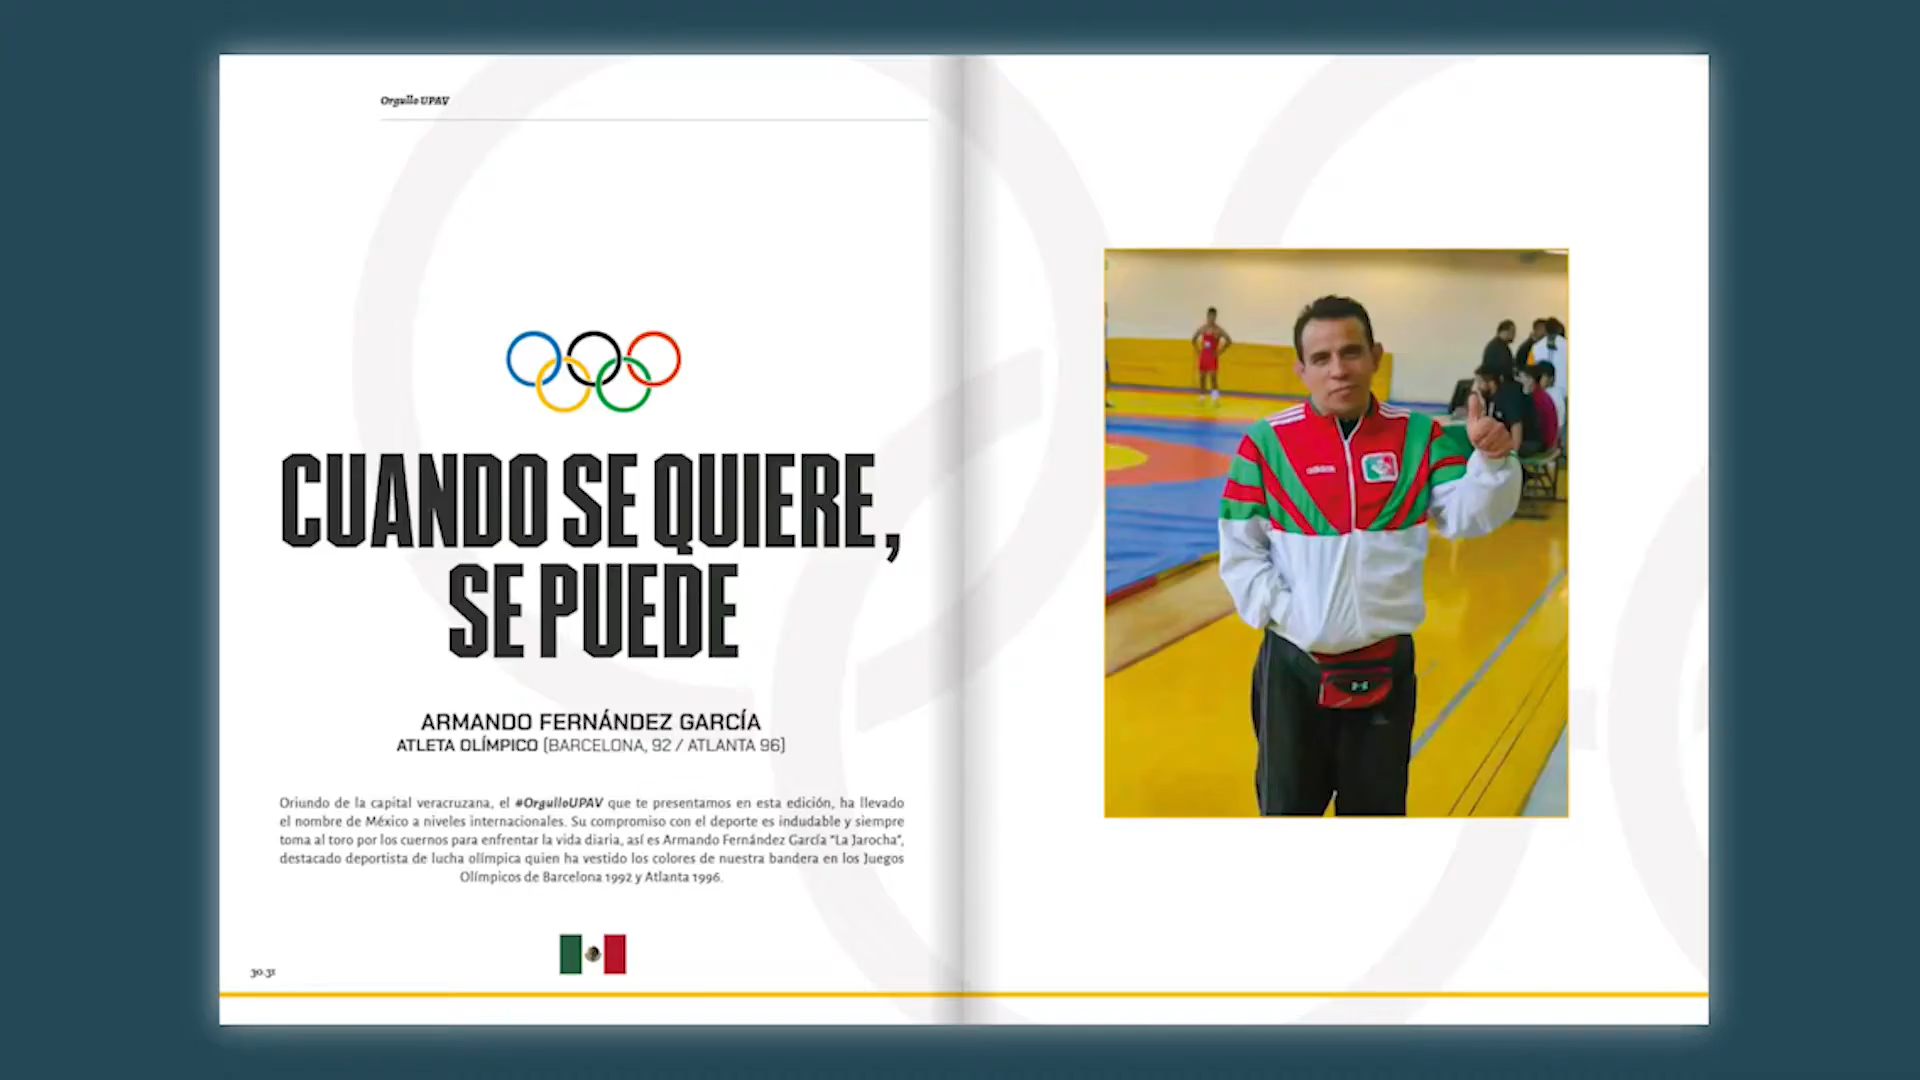 Orgullo UPAV
CUANDO SE QUIERE,
SE PUEDE
ARMANDO FERNÁNDEZ GARCÍA
ATLETA OLÍMPICO (BARCELONA, 92 / ATLANTA 96)
Oriundo de la capital veracruzana, el #OrgulloUPAV que te presentamos en esta edición, ha llevado
el nombre de México a niveles internacionales. Su compromiso con el deporte es indudable y siempre
toma al toro por los cuernos para enfrentar la vida diaria, así es Armando Fernández García "La Jarocha",
destacado deportista de lucha olímpica quien ha vestido los colores de nuestra bandera en los Juegos
Olímpicos de Barcelona 1992 y Atlanta 1996.
30.31
adidas